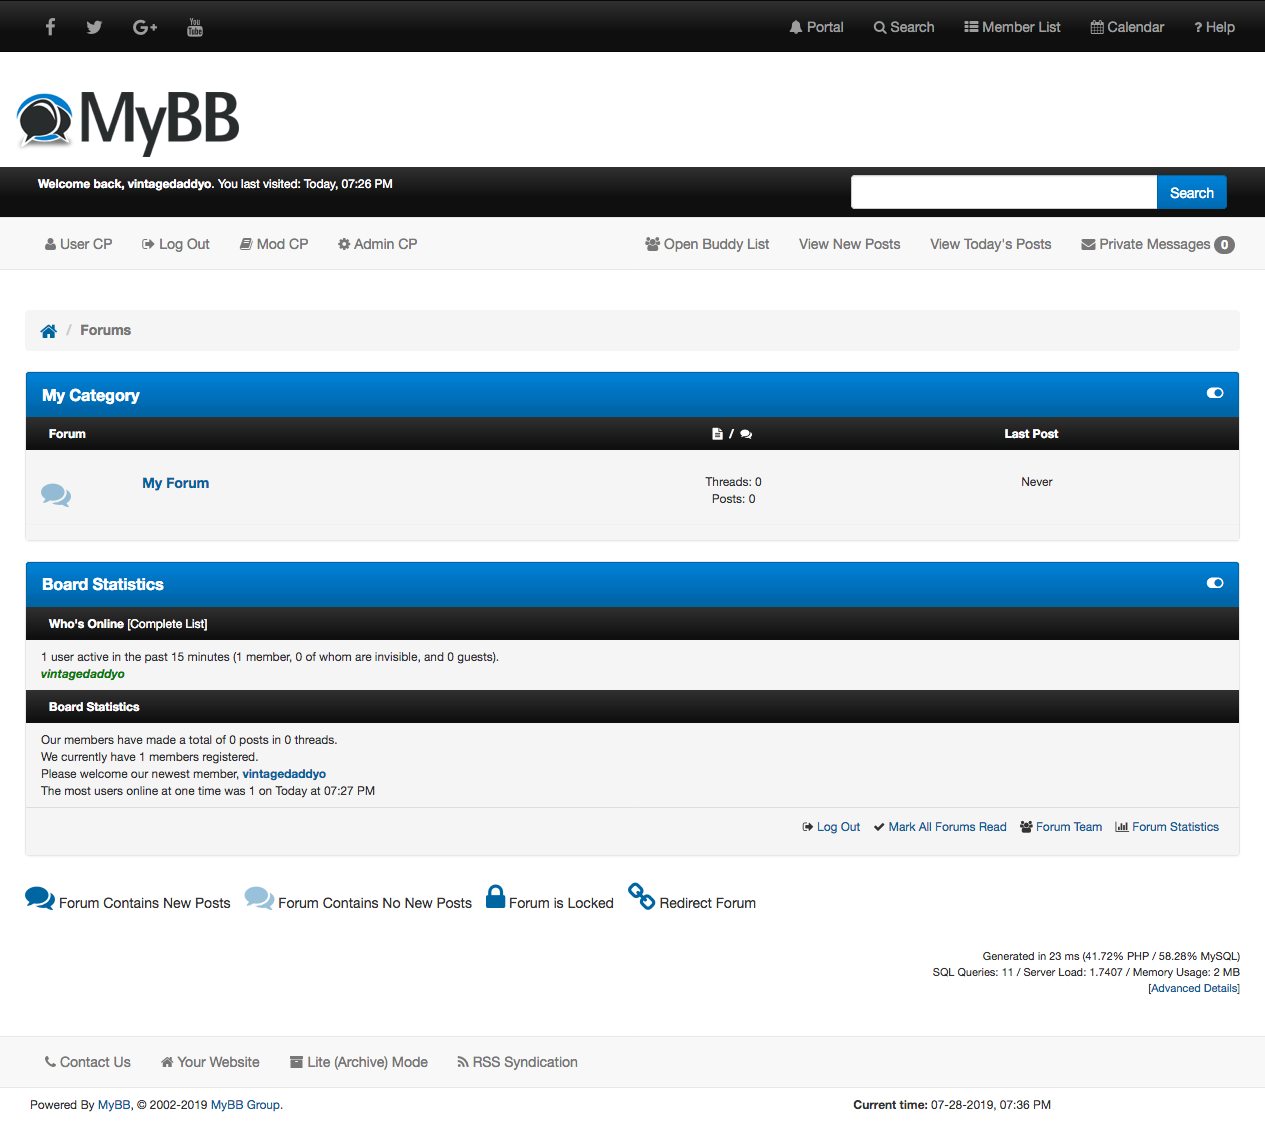 You Tube
Portal Search Member List Calendar ? Help
MyBB
Welcome back, vintagedaddyo. You last visited: Today, 07:26 PM
Search
User CP Log Out Mod CP Admin CP Open Buddy List View New Posts View Today's Posts Private Messages 0
/ Forums
My Category
Forum / Last Post
My Forum Threads: 0 Never
Posts: 0
Board Statistics
Who's Online [Complete List]
1 user active in the past 15 minutes (1 member, 0 of whom are invisible, and 0 guests).
vintagedaddyo
Board Statistics
Our members have made a total of 0 posts in 0 threads.
We currently have 1 members registered.
Please welcome our newest member, vintagedaddyo
The most users online at one time was 1 on Today at 07:27 PM
Log Out Mark All Forums Read Forum Team Forum Statistics
Forum Contains New Posts Forum Contains No New Posts Forum is Locked Redirect Forum
Generated in 23 ms (41.72% PHP / 58.28% MySQL)
SQL Queries: 11 / Server Load: 1.7407 / Memory Usage: 2 MB
[Advanced Details]
Contact Us Your Website Lite (Archive) Mode RSS Syndication
Powered By MyBB, © 2002-2019 MyBB Group. Current time: 07-28-2019, 07:36 PM